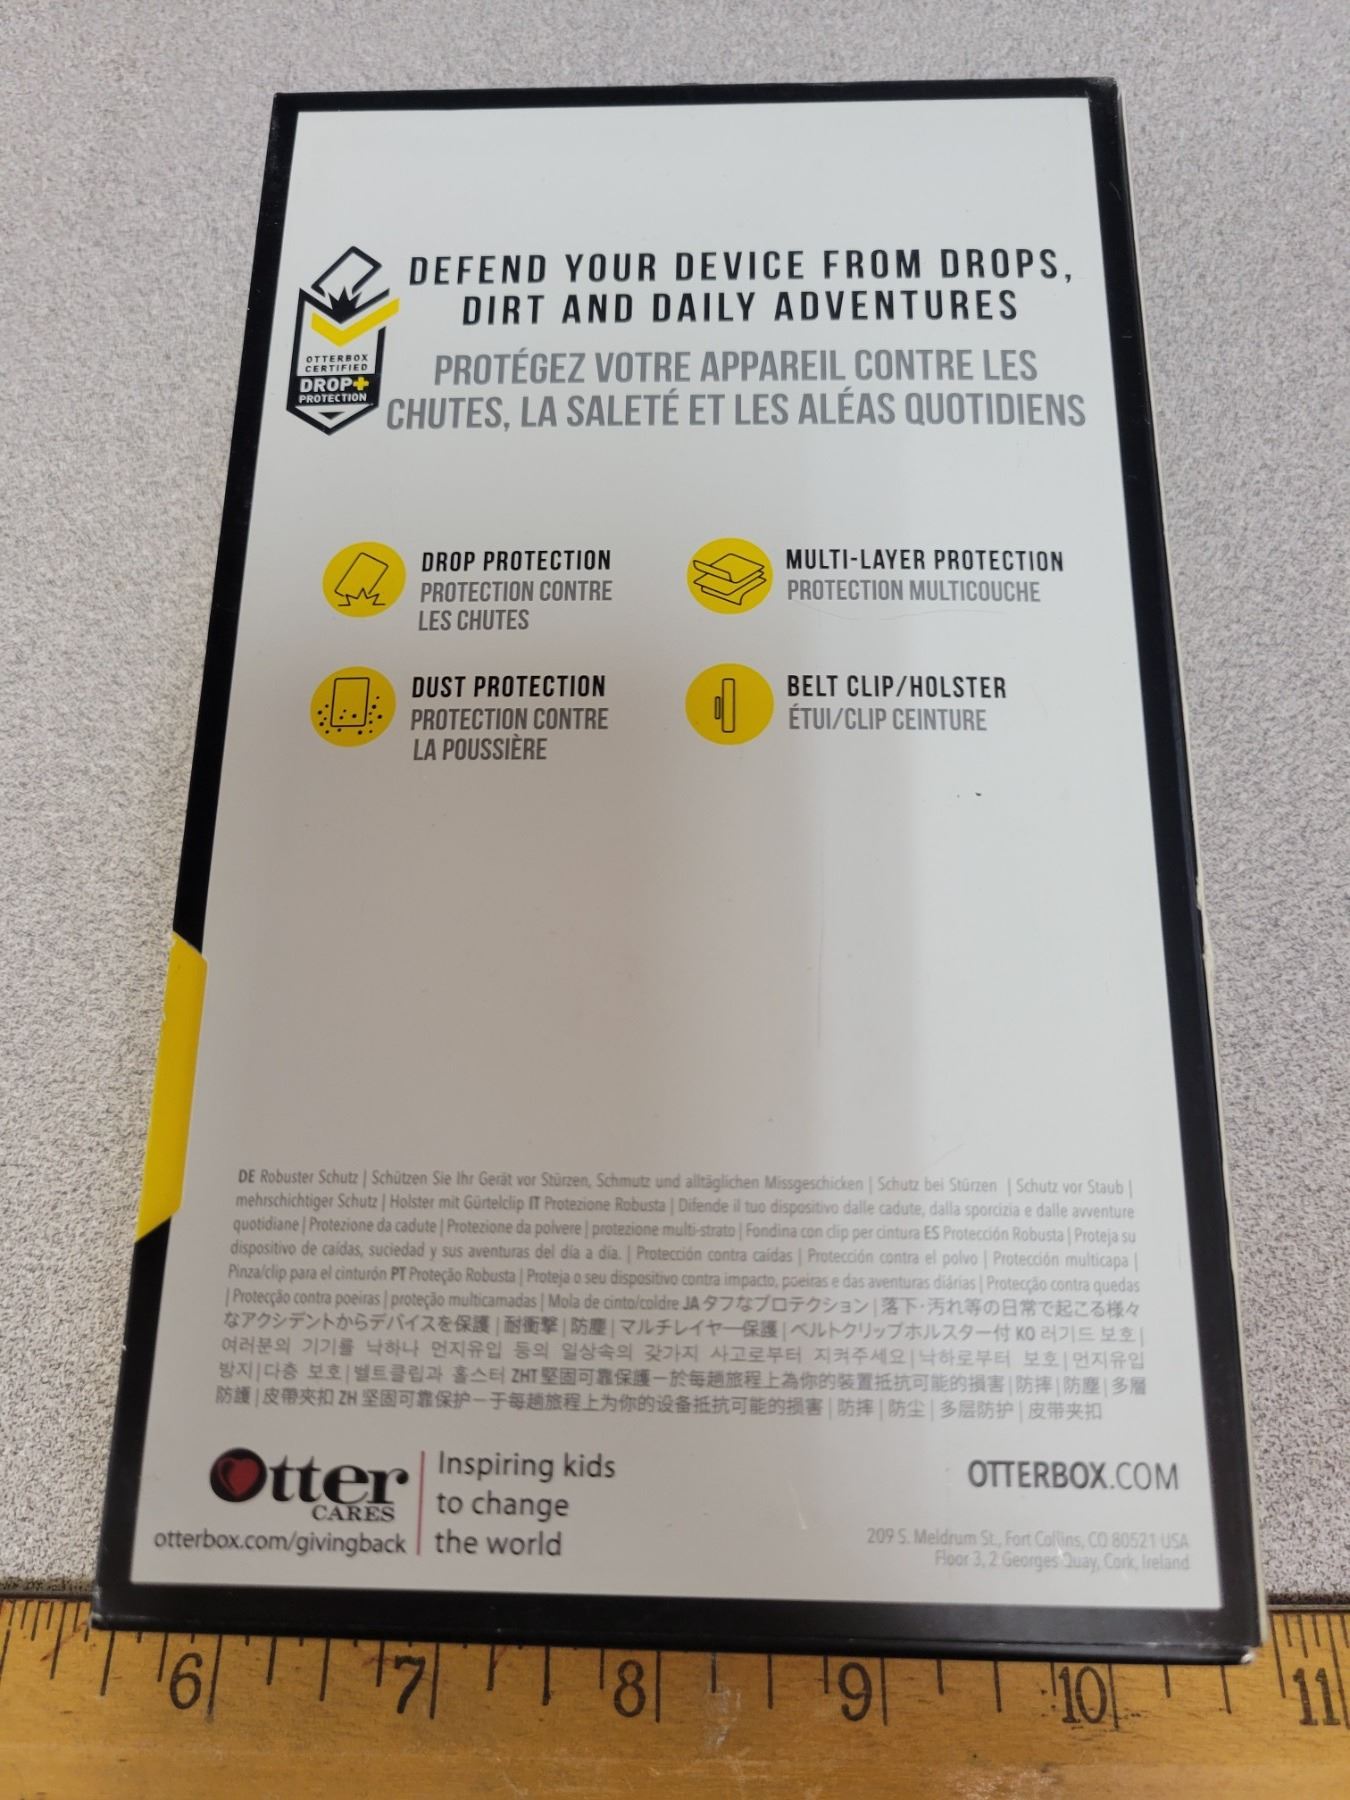 DEFEND YOUR DEVICE FROM DROPS,
DIRT AND DAILY ADVENTURES
PROTÉGEZ VOTRE APPAREIL CONTRE LES
CHUTES, LA SALETÉ ET LES ALÉAS QUOTIDIENS
OTTERBOX
CERTIFIED
DROP+
PROTECTION
DROP PROTECTION
PROTECTION CONTRE
LES CHUTES
MULTI-LAYER PROTECTION
PROTECTION MULTICOUCHE
DUST PROTECTION
PROTECTION CONTRE
LA POUSSIÈRE
BELT CLIP/HOLSTER
ÉTUI/CLIP CEINTURE
DE Robuster Schutz | Schützen Sie Ihr Gerät vor Stürzen, Schmutz und alltäglichen Missgeschicken | Schutz bei Stürzen | Schutz vor Staub |
mehrschichtiger Schutz | Holster mit Gürtelclip IT Protezione Robusta | Difende il tuo dispositivo dalle cadute, dalla sporcizia e dalle avventure
quotidiane | Protezione da cadute | Protezione da polvere | protezione multi-strato | Fondina con clip per cintura ES Protección Robusta | Proteja su
dispositivo de caídas, suciedad y sus aventuras del día a día. | Protección contra caídas | Protección contra el polvo | Protección multicapa |
Pinza/clip para el cinturón PT Proteção Robusta | Proteja o seu dispositivo contra impacto, poeiras e das aventuras diárias | Protecção contra quedas
| Protecção contra poeiras | proteção multicamadas | Mola de cinto/coldre JA タフなプロテクション | 落下・汚れ等の日常で起こる様々
なアクシデントからデバイスを保護 | 耐衝撃 | 防塵 | マルチレイヤー保護 | ベルトクリップホルスター付 KO 러기드 보호 |
여러분의 기기를 낙하나 먼지유입 등의 일상속의 갖가지 사고로부터 지켜주세요 | 낙하로부터 보호 | 먼지유입
방지 | 다층 보호 | 벨트클립과 홀스터 ZHT 堅固可靠保護－於每趟旅程上為你的裝置抵抗可能的損害 | 防摔 | 防塵 | 多層
防護 | 皮帶夾扣 ZH 坚固可靠保护－于每趟旅程上为你的设备抵抗可能的损害 | 防摔 | 防尘 | 多层防护 | 皮带夹扣
Otter
CARES
otterbox.com/givingback
Inspiring kids
to change
the world
OTTERBOX.COM
209 S. Meldrum St., Fort Collins, CO 80521 USA
Floor 3, 2 Georges Quay, Cork, Ireland
6 7 8 9 10 11